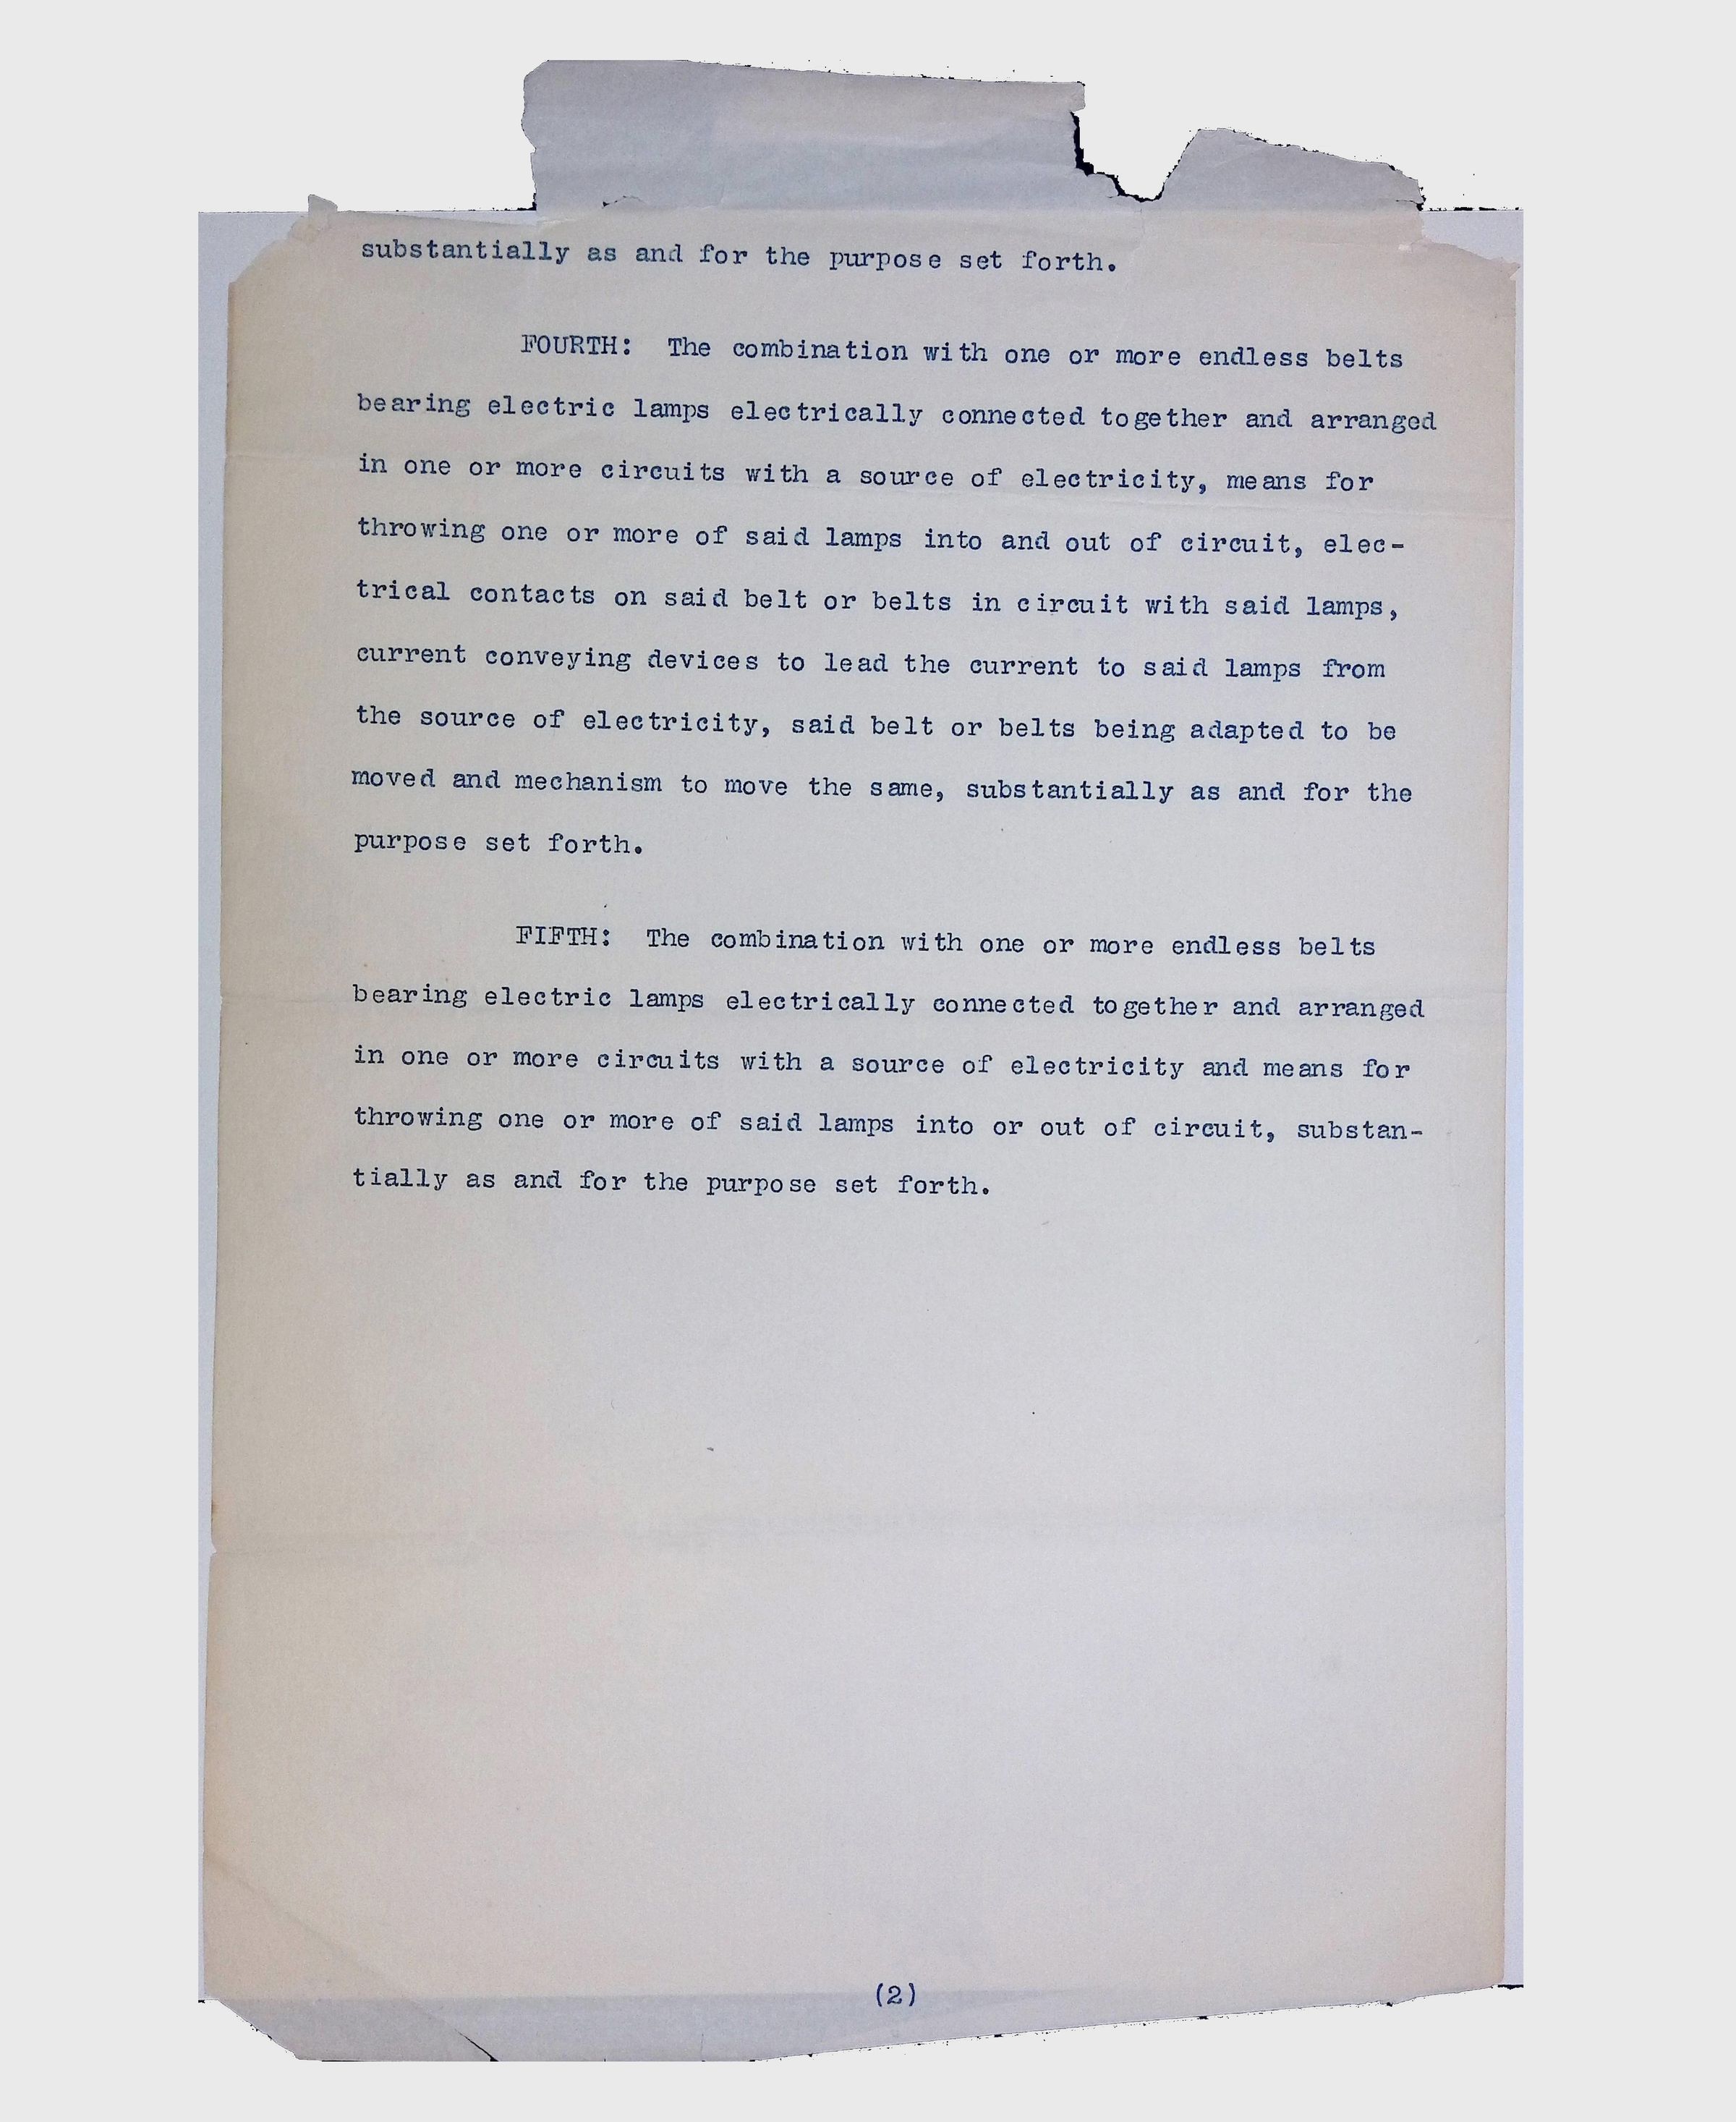 substantially as and for the purpose set forth.
FOURTH: The combination with one or more endless belts
bearing electric lamps electrically connected together and arranged
in one or more circuits with a source of electricity, means for
throwing one or more of said lamps into and out of circuit, elec-
trical contacts on said belt or belts in circuit with said lamps,
current conveying devices to lead the current to said lamps from
the source of electricity, said belt or belts being adapted to be
moved and mechanism to move the same, substantially as and for the
purpose set forth.
FIFTH: The combination with one or more endless belts
bearing electric lamps electrically connected together and arranged
in one or more circuits with a source of electricity and means for
throwing one or more of said lamps into or out of circuit, substan-
tially as and for the purpose set forth.
(2)